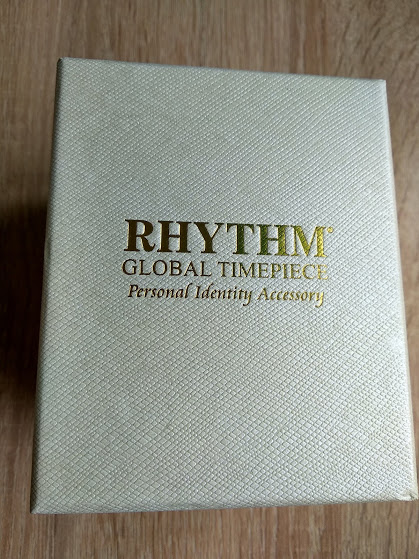 RHYTHM®
GLOBAL TIMEPIECE
Personal Identity Accessory